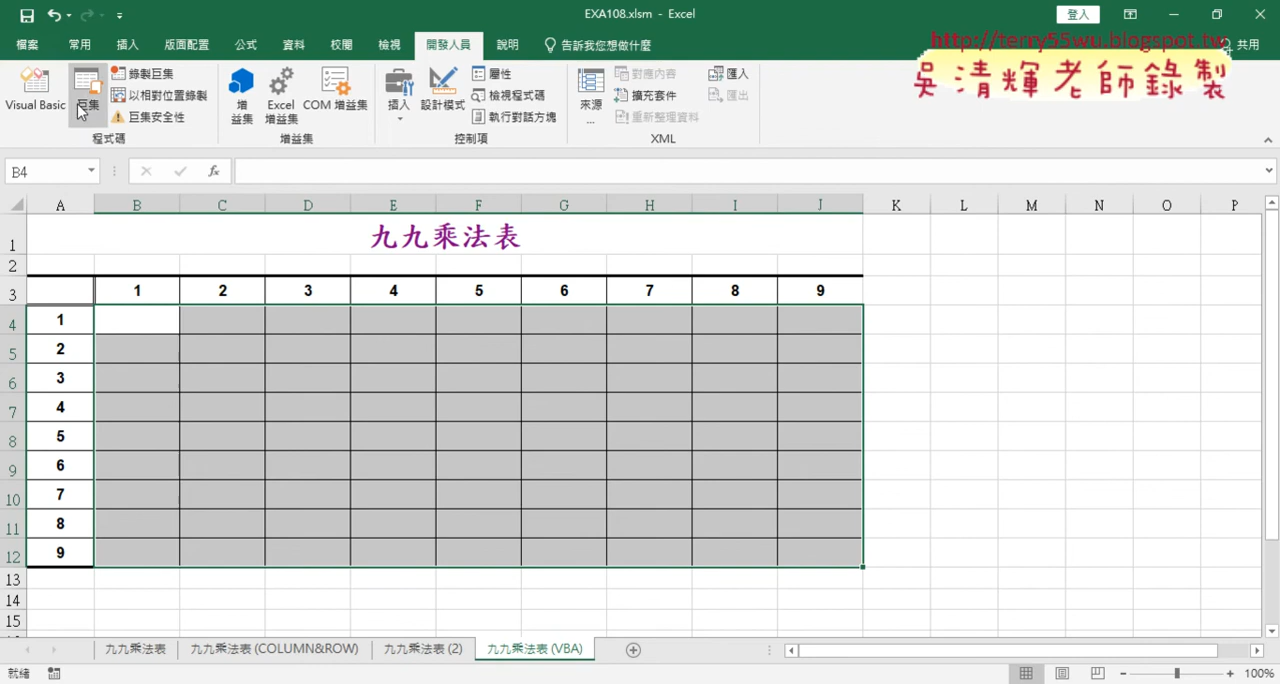 EXA108.xlsm - Excel
登入
檔案 常用 插入 版面配置 公式 資料 校閱 檢視 開發人員 說明 告訴我您想做什麼 共用
http://terry55wu.blogspot.tw
吳清輝老師錄製
Visual Basic
巨集
錄製巨集
以相對位置錄製
巨集安全性
程式碼
增益集
Excel 增益集
COM 增益集
增益集
插入
設計模式
屬性
檢視程式碼
執行對話方塊
控制項
來源
...
對應內容
擴充套件
重新整理資料
匯入
匯出
XML
B4
fx
A B C D E F G H I J K L M N O P
1 九九乘法表
2
3 1 2 3 4 5 6 7 8 9
4 1
5 2
6 3
7 4
8 5
9 6
10 7
11 8
12 9
13
14
15
九九乘法表 九九乘法表 (COLUMN&ROW) 九九乘法表 (2) 九九乘法表 (VBA)
就緒
100%